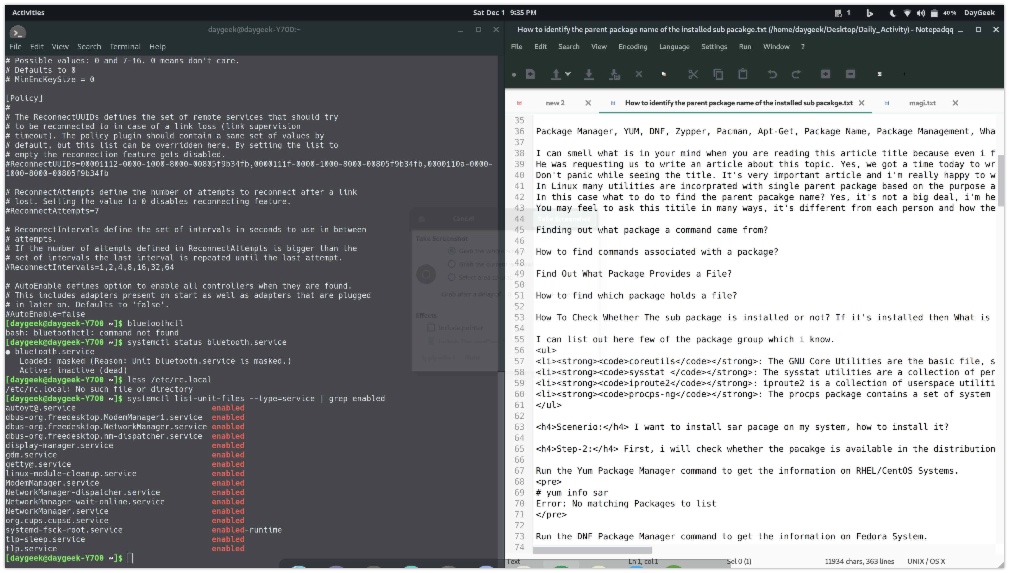 Activities
Sat Dec 1 9:35 PM
1
40%
DayGeek
daygeek@daygeek-Y700:~
File Edit View Search Terminal Help
# Possible values: 0 and 7-16. 0 means don't care.
# Defaults to 0
# MinEncKeySize = 0
[Policy]
#
# The ReconnectUUIDs defines the set of remote services that should try
# to be reconnected to in case of a link loss (link supervision
# timeout). The policy plugin should contain a sane set of values by
# default, but this list can be overridden here. By setting the list to
# empty the reconnection feature gets disabled.
#ReconnectUUIDs=00001112-0000-1000-8000-00805f9b34fb,0000111f-0000-1000-8000-00805f9b34fb,0000110a-0000-
1000-8000-00805f9b34fb
# ReconnectAttempts define the number of attempts to reconnect after a link
# lost. Setting the value to 0 disables reconnecting feature.
#ReconnectAttempts=7
# ReconnectIntervals define the set of intervals in seconds to use in between
# attempts.
# If the number of attempts defined in ReconnectAttempts is bigger than the
# set of intervals the last interval is repeated until the last attempt.
#ReconnectIntervals=1,2,4,8,16,32,64
# AutoEnable defines option to enable all controllers when they are found.
# This includes adapters present on start as well as adapters that are plugged
# in later on. Defaults to 'false'.
#AutoEnable=false
[daygeek@daygeek-Y700 ~]$ bluetoothctl
bash: bluetoothctl: command not found
[daygeek@daygeek-Y700 ~]$ systemctl status bluetooth.service
● bluetooth.service
Loaded: masked (Reason: Unit bluetooth.service is masked.)
Active: inactive (dead)
[daygeek@daygeek-Y700 ~]$ less /etc/rc.local
/etc/rc.local: No such file or directory
[daygeek@daygeek-Y700 ~]$ systemctl list-unit-files --type=service | grep enabled
autovt@.service enabled
dbus-org.freedesktop.ModemManager1.service enabled
dbus-org.freedesktop.NetworkManager.service enabled
dbus-org.freedesktop.nm-dispatcher.service enabled
display-manager.service enabled
gdm.service enabled
getty@.service enabled
linux-module-cleanup.service enabled
ModemManager.service enabled
NetworkManager-dispatcher.service enabled
NetworkManager-wait-online.service enabled
NetworkManager.service enabled
org.cups.cupsd.service enabled
systemd-fsck-root.service enabled-runtime
tlp-sleep.service enabled
tlp.service enabled
[daygeek@daygeek-Y700 ~]$
How to identify the parent package name of the installed sub pacakge.txt (/home/daygeek/Desktop/Daily_Activity) - Notepadqq
File Edit Search View Encoding Language Settings Run Window ?
new 2
How to identify the parent package name of the installed sub pacakge.txt
magi.txt
35
36 Package Manager, YUM, DNF, Zypper, Pacman, Apt-Get, Package Name, Package Management, Wha
37
38 I can smell what is in your mind when you are reading this article title because even i f
39 He was requesting us to write an article about this topic. Yes, we got a time today to wr
40 Don't panic while seeing the title. It's very important article and i'm really happy to w
41 In Linux many utilities are incorprated with single parent package based on the purpose a
42 In this case what to do to find the parent pacakge name? Yes, it's not a big deal, i'm he
43 You may feel to ask this titile in many ways, it's different from each person and how the
44
45 Finding out what package a command came from?
46
47 How to find commands associated with a package?
48
49 Find Out What Package Provides a File?
50
51 How to find which package holds a file?
52
53 How To Check Whether The sub package is installed or not? If it's installed then What is
54
55 I can list out here few of the package group which i know.
56 <ul>
57 <li><strong><code>coreutils</code></strong>: The GNU Core Utilities are the basic file, s
58 <li><strong><code>sysstat </code></strong>: The sysstat utilities are a collection of per
59 <li><strong><code>iproute2</code></strong>: iproute2 is a collection of userspace utiliti
60 <li><strong><code>procps-ng</code></strong>: The procps package contains a set of system
61 </ul>
62
63 <h4>Scenerio:</h4> I want to install sar pacage on my system, how to install it?
64
65 <h4>Step-2:</h4> First, i will check whether the pacakge is available in the distribution
66
67 Run the Yum Package Manager command to get the information on RHEL/CentOS Systems.
68 <pre>
69 # yum info sar
70 Error: No matching Packages to list
71 </pre>
72
73 Run the DNF Package Manager command to get the information on Fedora System.
74
Text
Ln 1, col 1
Sel 0 (1)
11934 chars, 363 lines
UNIX / OS X